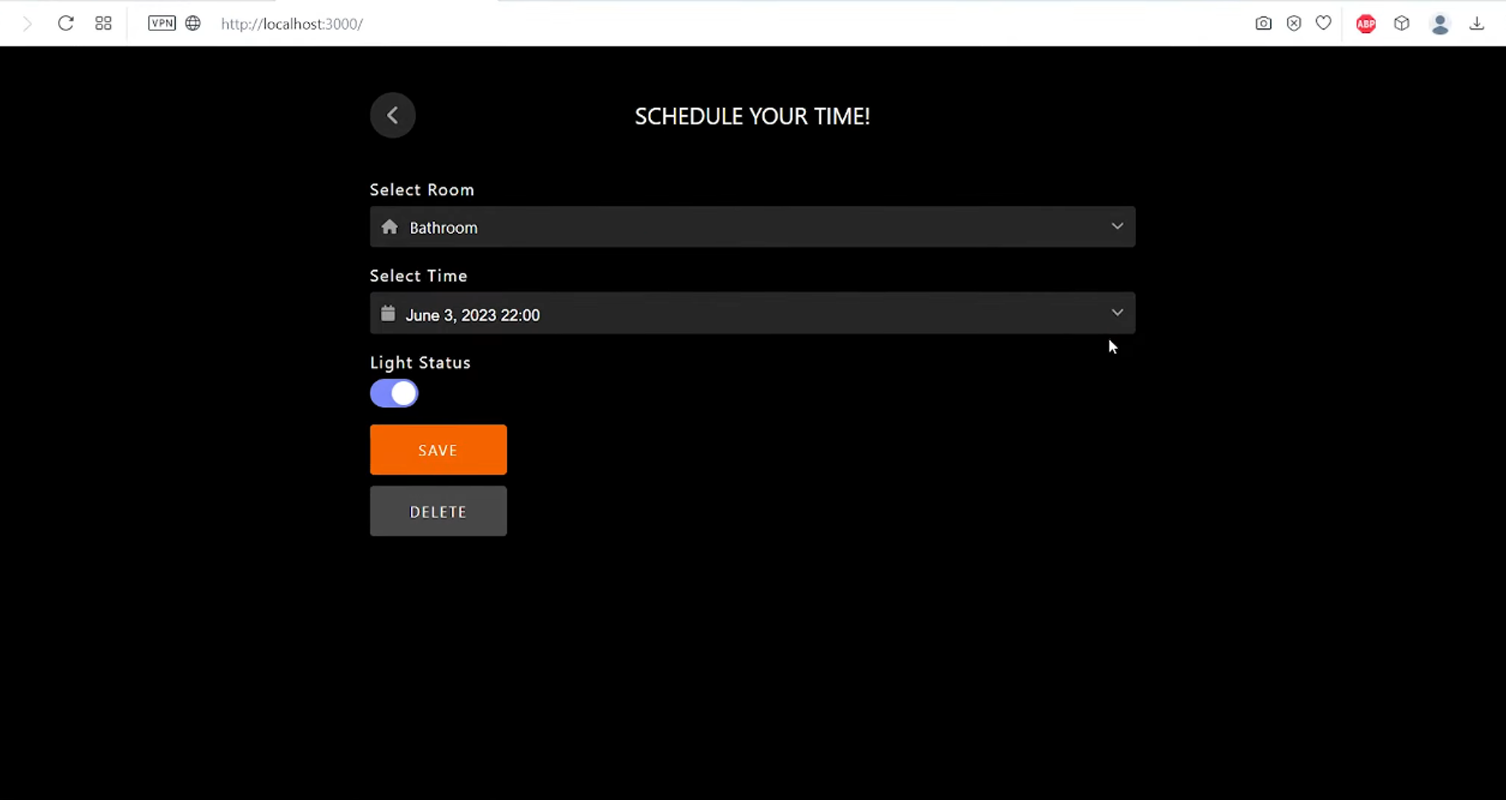 VPN http://localhost:3000/ ABP
SCHEDULE YOUR TIME!
Select Room
Bathroom
Select Time
June 3, 2023 22:00
Light Status
SAVE
DELETE